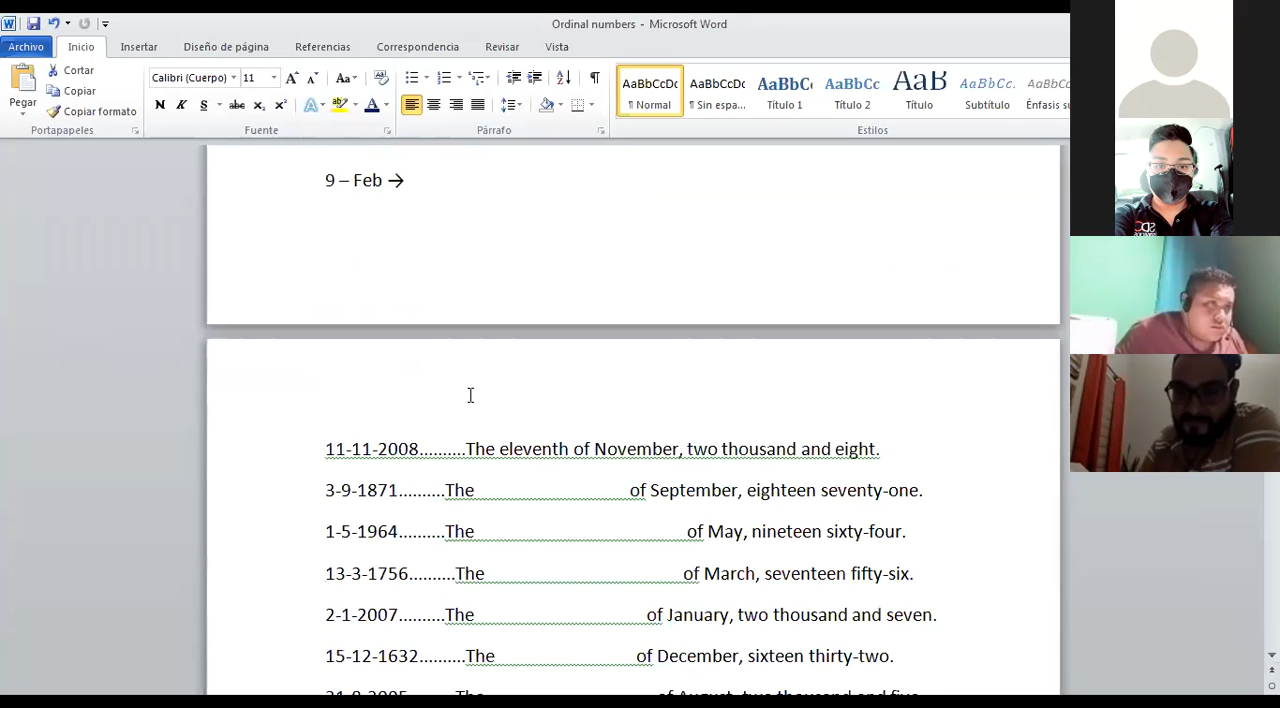 Ordinal numbers - Microsoft Word
Archivo Inicio Insertar Diseño de página Referencias Correspondencia Revisar Vista
Pegar
Cortar
Copiar
Copiar formato
Portapapeles
Calibri (Cuerpo) 11
Fuente
Párrafo
AaBbCcDc AaBbCcDc AaBbC AaBbCc AaB AaBbCc. AaBbCcDc
¶ Normal ¶ Sin espa... Título 1 Título 2 Título Subtítulo Énfasis su
Estilos
9 – Feb →
11-11-2008..........The eleventh of November, two thousand and eight.
3-9-1871..........The of September, eighteen seventy-one.
1-5-1964..........The of May, nineteen sixty-four.
13-3-1756..........The of March, seventeen fifty-six.
2-1-2007..........The of January, two thousand and seven.
15-12-1632..........The of December, sixteen thirty-two.